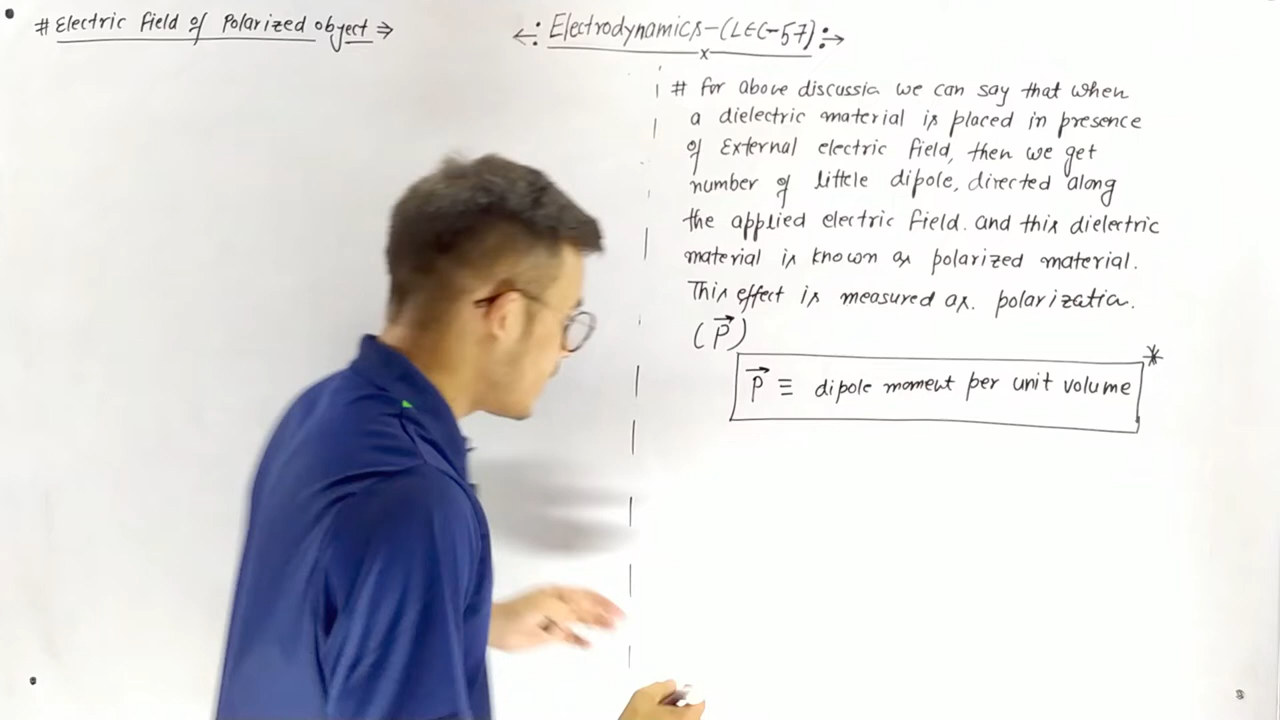 # Electric Field of Polarized object ⇒
←: Electrodynamics-(LEC-57) :→
x
# For above discussia we can say that when
a dielectric material is placed in presence
of External electric field, then we get
number of little dipole, directed along
the applied electric field. and this dielectric
material is known as polarized material.
This effect is measured as. polarizatia.
(P⃗)
*
P⃗ ≡ dipole moment per unit volume